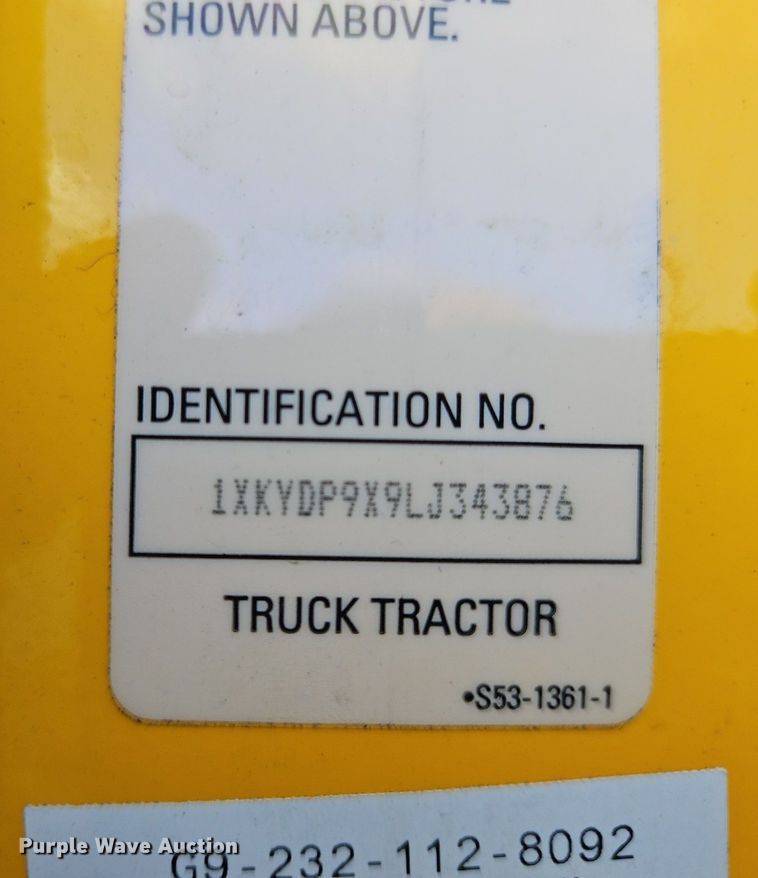 SHOWN ABOVE.
IDENTIFICATION NO.
1XKYDP9X9LJ343876
TRUCK TRACTOR
•S53-1361-1
Purple Wave Auction
G9-232-112-8092